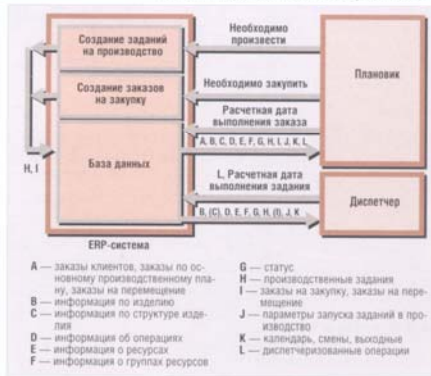 Создание заданий
на производство
Необходимо
произвести
Плановик
Создание заказов
на закупку
Необходимо закупить
Расчетная дата
выполнения заказа
A, B, C, D, E, F, G, H, I, J, K, L
База данных
H, I
L, Расчетная дата
выполнения задания
Диспетчер
B, (C), D, E, F, G, H, (I), J, K
ERP-система
A — заказы клиентов, заказы по ос-
новному производственному пла-
ну, заказы на перемещение
B — информация по изделию
C — информация по структуре изде-
лия
D — информация об операциях
E — информация о ресурсах
F — информация о группах ресурсов
G — статус
H — производственные задания
I — заказы на закупку, заказы на пере-
мещение
J — параметры запуска заданий в про-
изводство
K — календарь, смены, выходные
L — диспетчеризованные операции